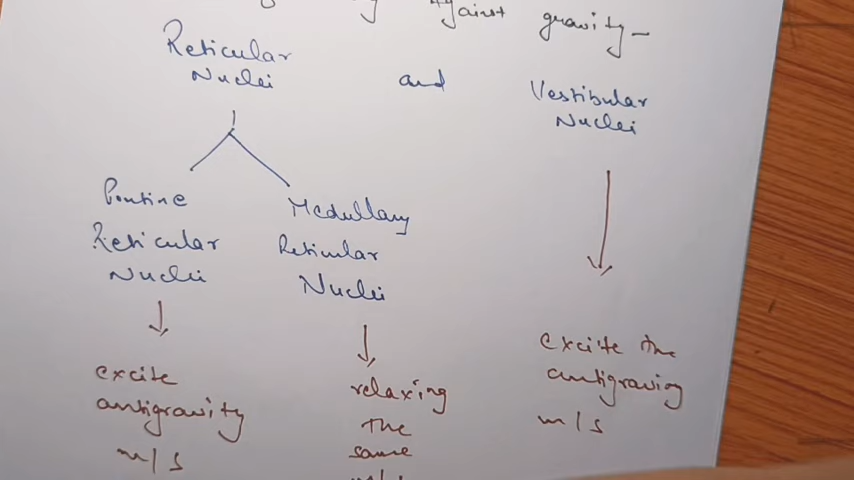 against gravity-
Reticular
Nuclei
and
Vestibular
Nuclei
Pontine
Reticular
Nuclei
Medullary
Reticular
Nuclei
excite
antigravity
m/s
relaxing
the
same
m/s
excite the
antigraving
m/s